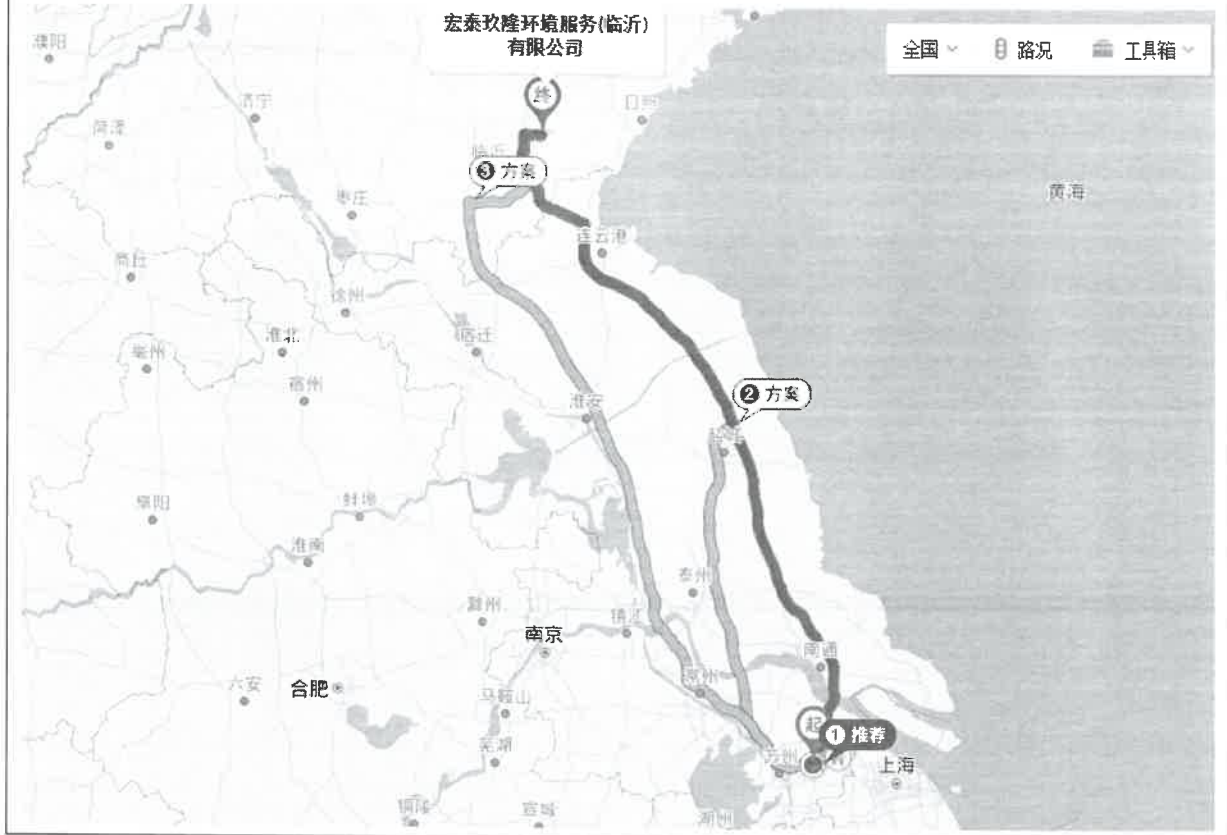 宏泰玖隆环境服务(临沂)
有限公司
全国 路况 工具箱
濮阳
终
济宁
日照
菏泽
临沂
3 方案
枣庄
黄海
连云港
商丘
徐州
淮北
宿迁
亳州
宿州
2 方案
淮安
阜阳
蚌埠
淮南
泰州
滁州
镇江
南京
南通
六安
合肥
常州
马鞍山
起
1 推荐
芜湖
苏州
上海
铜陵
宣城
湖州